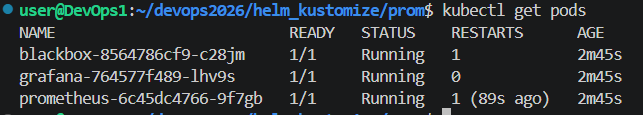 user@DevOps1:~/devops2026/helm_kustomize/prom$ kubectl get pods
NAME READY STATUS RESTARTS AGE
blackbox-8564786cf9-c28jm 1/1 Running 1 2m45s
grafana-764577f489-lhv9s 1/1 Running 0 2m45s
prometheus-6c45dc4766-9f7gb 1/1 Running 1 (89s ago) 2m45s